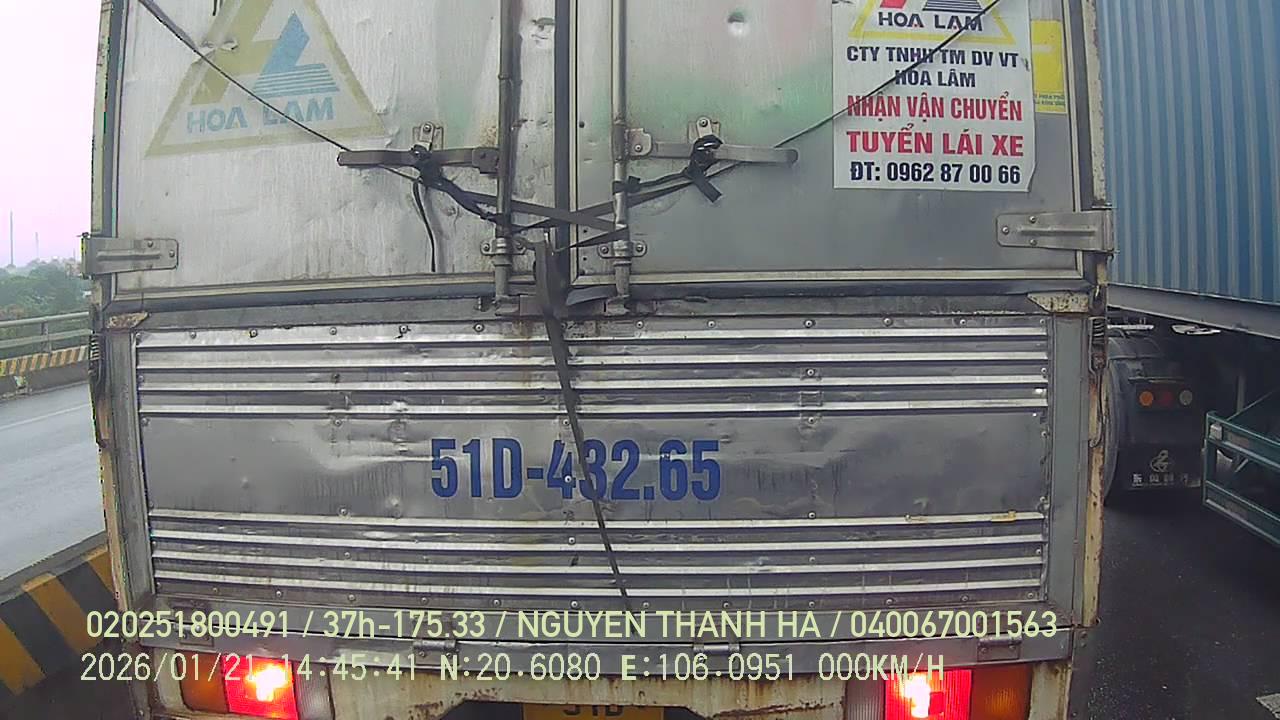 HOA LAM
HOA LAM
CTY TNHH TM DV VT
HÒA LÂM
NHẬN VẬN CHUYỂN
TUYỂN LÁI XE
ĐT: 0962 87 00 66
51D-432.65
020251800491 / 37h-175.33 / NGUYEN THANH HA / 040067001563
2026/01/21 14:45:41 N:20.6080 E:106.0951 000KM/H
51D